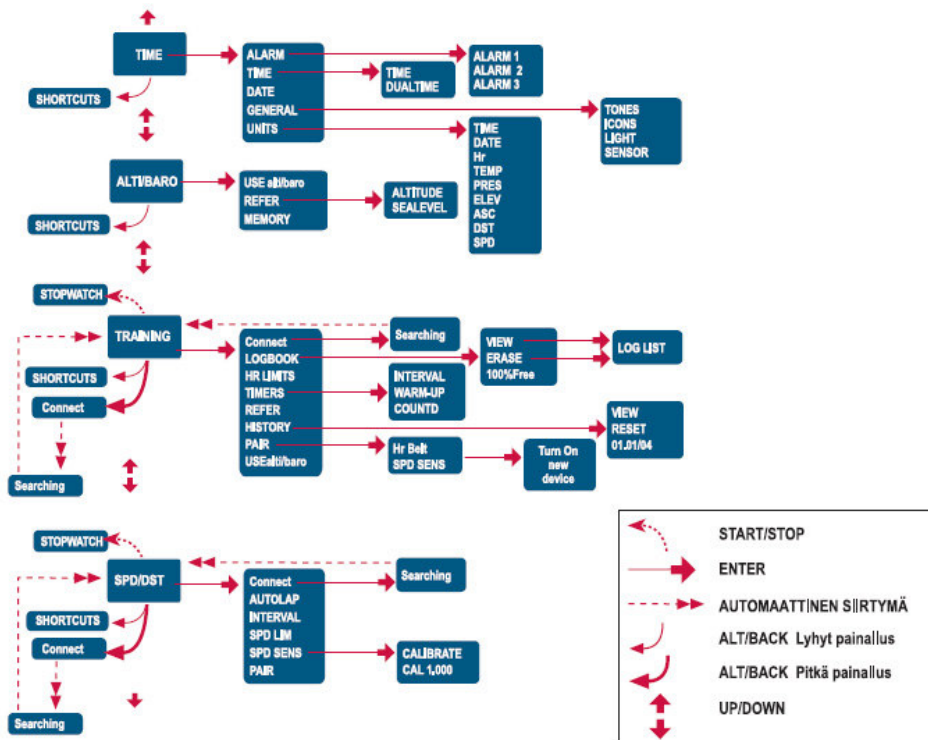 TIME
SHORTCUTS
ALARM
TIME
DATE
GENERAL
UNITS
TIME
DUALTIME
ALARM 1
ALARM 2
ALARM 3
TONES
ICONS
LIGHT
SENSOR
TIME
DATE
Hr
TEMP
PRES
ELEV
ASC
DST
SPD
ALTI/BARO
SHORTCUTS
USE alti/baro
REFER
MEMORY
ALTITUDE
SEALEVEL
STOPWATCH
TRAINING
SHORTCUTS
Connect
Searching
Connect
LOGBOOK
HR LIMITS
TIMERS
REFER
HISTORY
PAIR
USEalti/baro
Searching
INTERVAL
WARM-UP
COUNTD
Hr Belt
SPD SENS
VIEW
ERASE
100%Free
LOG LIST
VIEW
RESET
01.01/04
Turn On
new
device
STOPWATCH
SPD/DST
SHORTCUTS
Connect
Searching
Connect
AUTOLAP
INTERVAL
SPD LIM
SPD SENS
PAIR
Searching
CALIBRATE
CAL 1.000
START/STOP
ENTER
AUTOMAATTINEN SIIRTYMÄ
ALT/BACK Lyhyt painallus
ALT/BACK Pitkä painallus
UP/DOWN